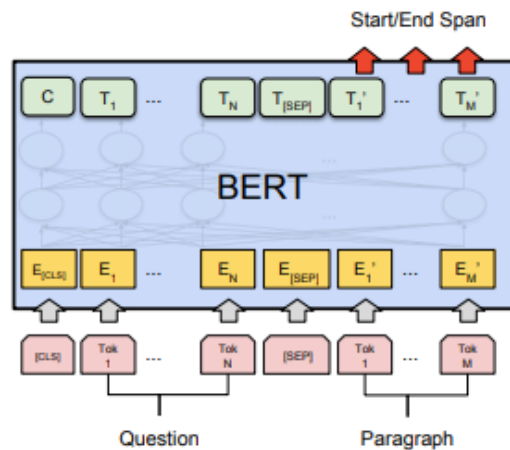 Start/End Span
C T1 ... TN T[SEP] T1' ... TM'
...
BERT
...
E[CLS] E1 ... EN E[SEP] E1' ... EM'
[CLS] Tok 1 ... Tok N [SEP] Tok 1 ... Tok M
Question Paragraph